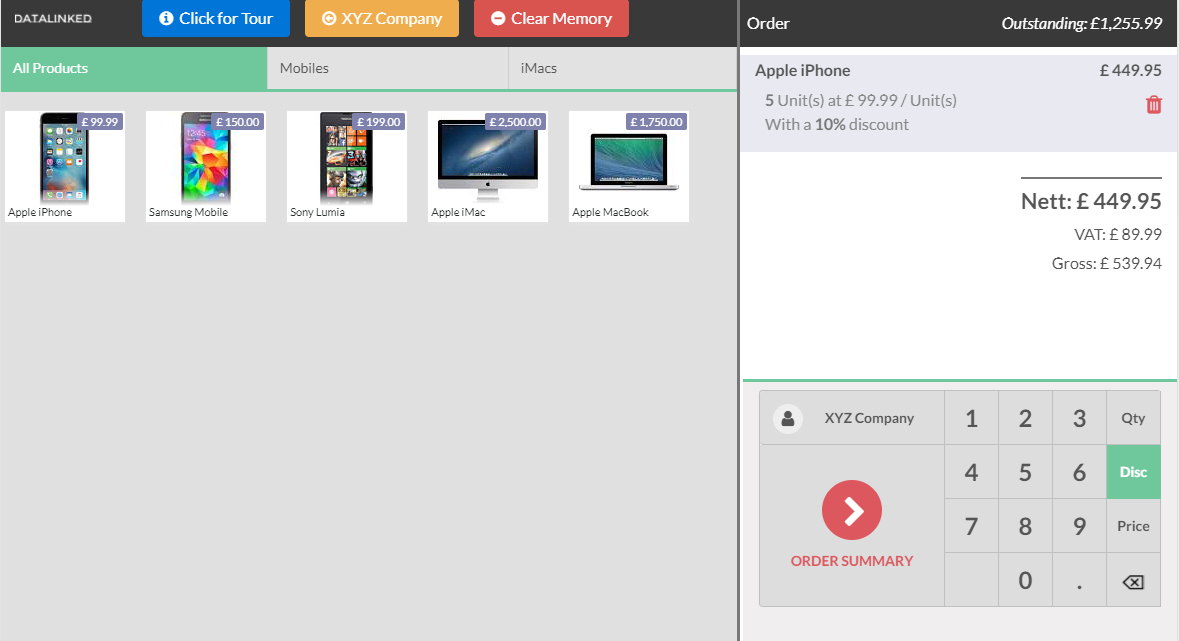 DATALINKED
Click for Tour
XYZ Company
Clear Memory
Order
Outstanding: £1,255.99
All Products
Mobiles
iMacs
£ 99.99
£ 150.00
£ 199.00
£ 2,500.00
£ 1,750.00
12:45
Apple iPhone
Samsung Mobile
Sony Lumia
Apple iMac
Apple MacBook
Apple iPhone
£ 449.95
5 Unit(s) at £ 99.99 / Unit(s)
With a 10% discount
Nett: £ 449.95
VAT: £ 89.99
Gross: £ 539.94
XYZ Company
1
2
3
Qty
4
5
6
Disc
7
8
9
Price
ORDER SUMMARY
0
.